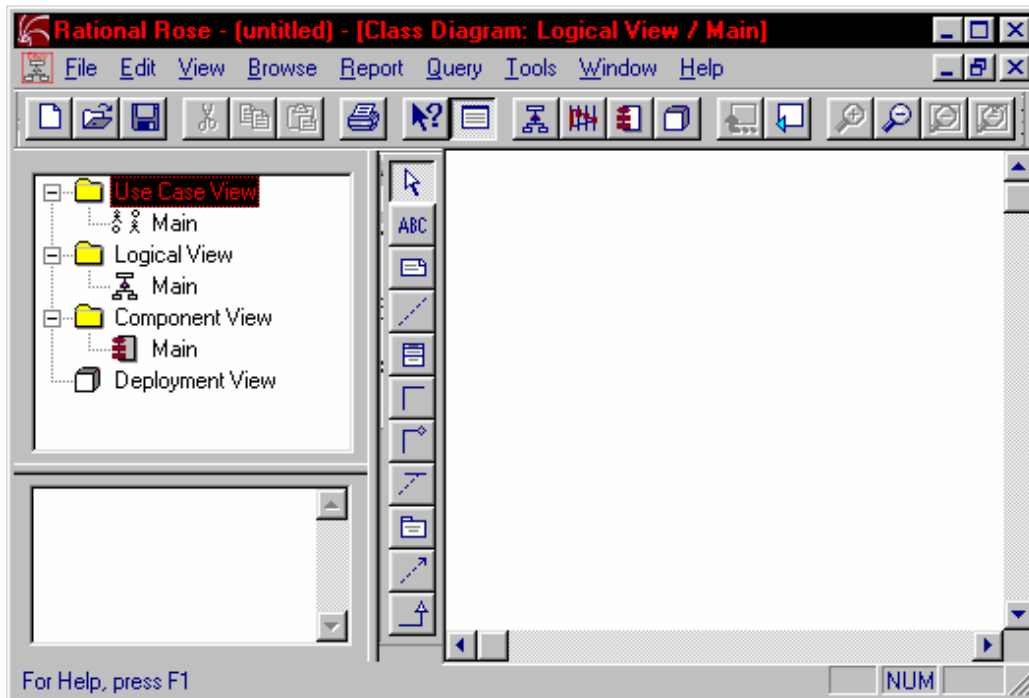 Rational Rose - (untitled) - [Class Diagram: Logical View / Main]
File Edit View Browse Report Query Tools Window Help
Use Case View
Main
Logical View
Main
Component View
Main
Deployment View
ABC
For Help, press F1
NUM